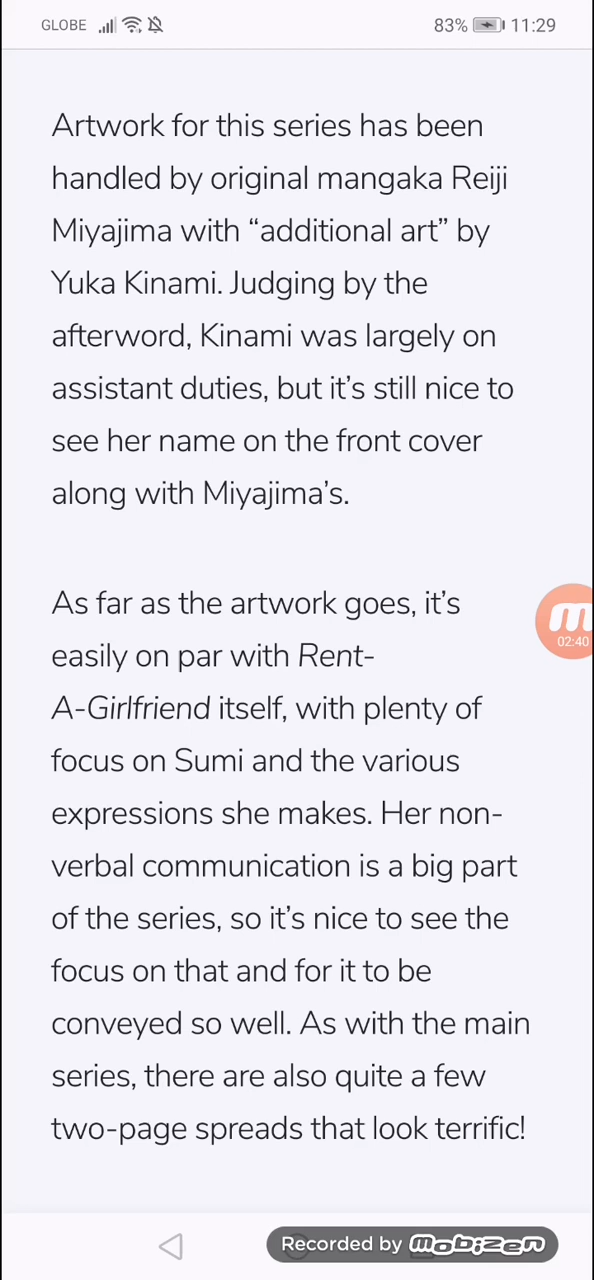 GLOBE 83% 11:29
Artwork for this series has been
handled by original mangaka Reiji
Miyajima with “additional art” by
Yuka Kinami. Judging by the
afterword, Kinami was largely on
assistant duties, but it’s still nice to
see her name on the front cover
along with Miyajima’s.
As far as the artwork goes, it’s
easily on par with Rent-
A-Girlfriend itself, with plenty of
focus on Sumi and the various
expressions she makes. Her non-
verbal communication is a big part
of the series, so it’s nice to see the
focus on that and for it to be
conveyed so well. As with the main
series, there are also quite a few
two-page spreads that look terrific!
m
02:40
Recorded by mobizen